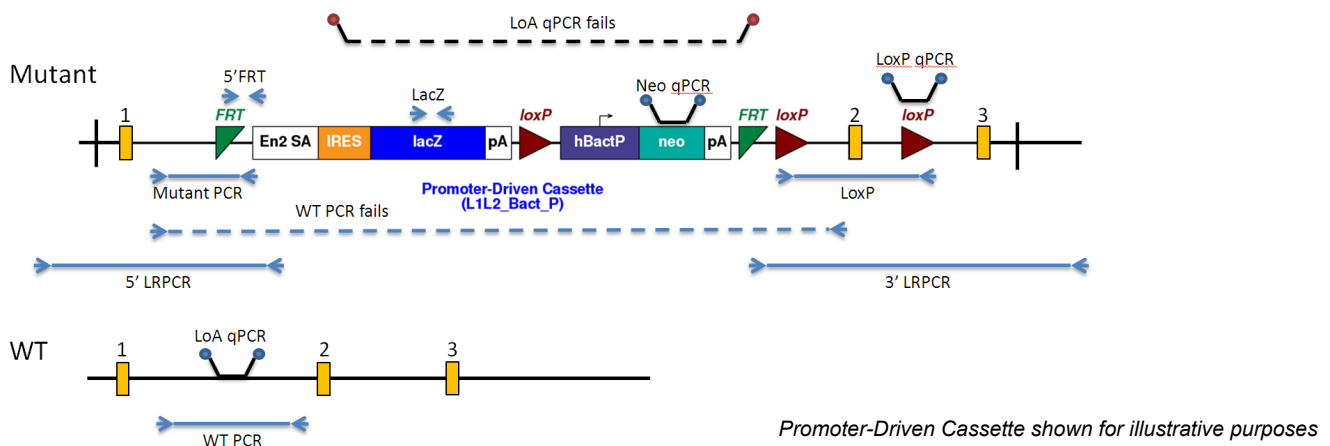 LoA qPCR fails
Mutant
5'FRT
LacZ
Neo qPCR
LoxP qPCR
1
FRT
loxP
FRT
loxP
2
loxP
3
En2 SA
IRES
lacZ
pA
hBactP
neo
pA
Mutant PCR
Promoter-Driven Cassette
(L1L2_Bact_P)
LoxP
WT PCR fails
5' LRPCR
3' LRPCR
WT
LoA qPCR
1
2
3
WT PCR
Promoter-Driven Cassette shown for illustrative purposes